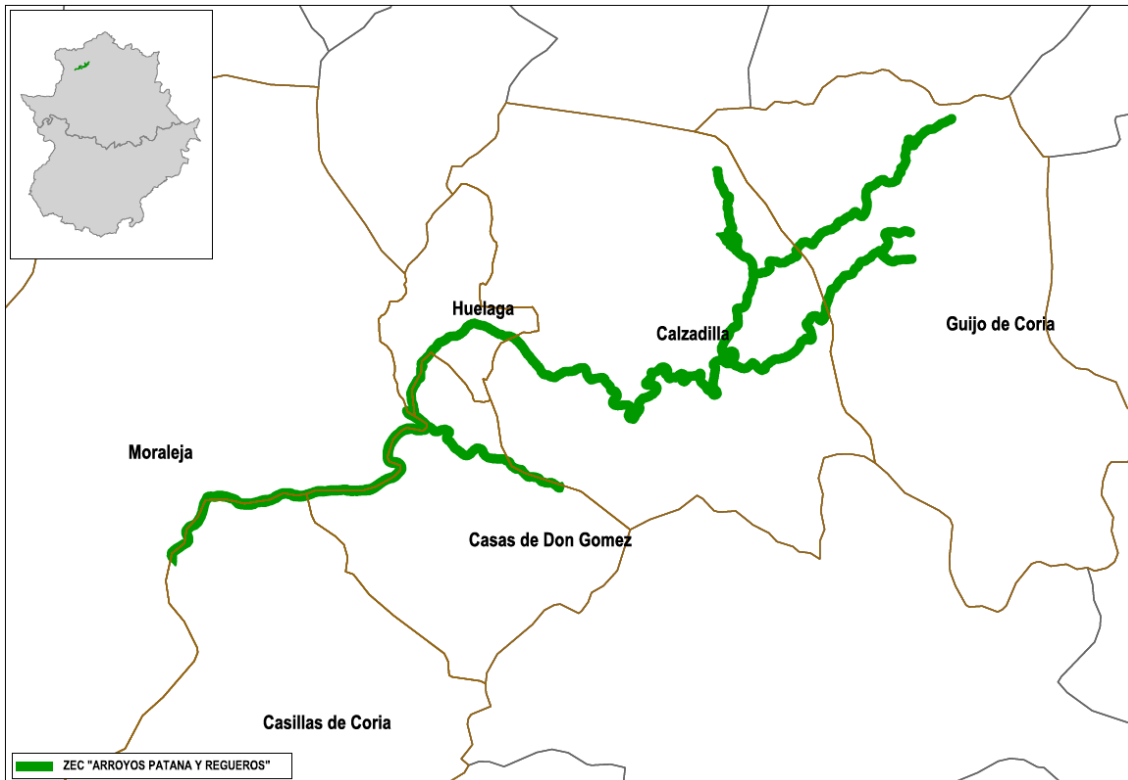 Huelaga
Calzadilla
Guijo de Coria
Moraleja
Casas de Don Gomez
Casillas de Coria
ZEC "ARROYOS PATANA Y REGUEROS"